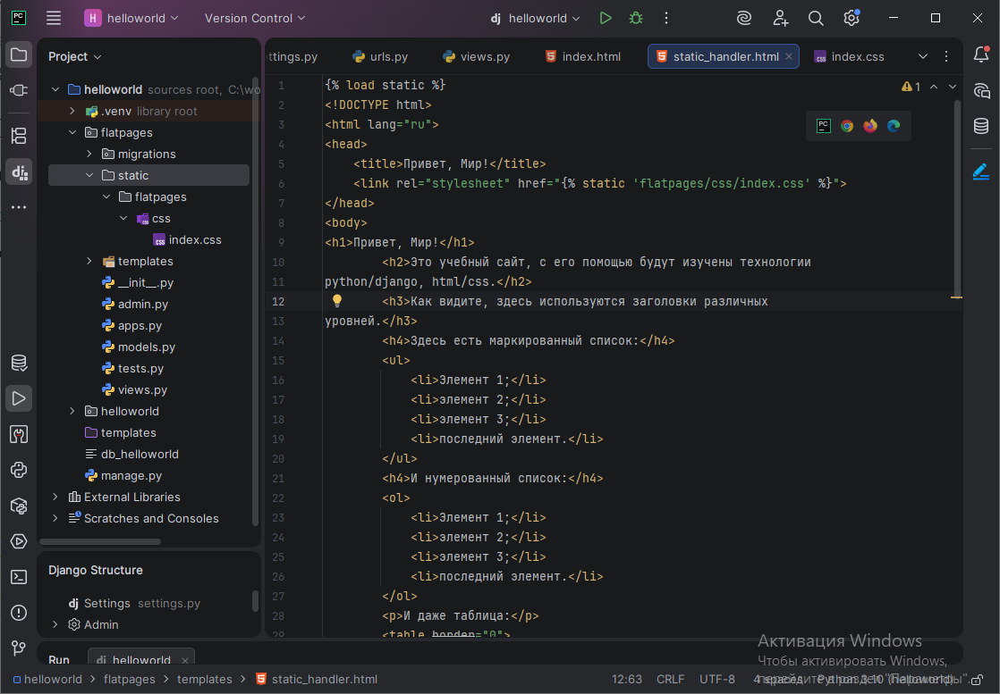 PC H helloworld Version Control dj helloworld
Project
helloworld sources root, C:\wo
.venv library root
flatpages
migrations
static
flatpages
css
index.css
templates
__init__.py
admin.py
apps.py
models.py
tests.py
views.py
helloworld
templates
db_helloworld
manage.py
External Libraries
Scratches and Consoles
Django Structure
dj Settings settings.py
Admin
ttings.py urls.py views.py index.html static_handler.html index.css
1 {% load static %}
2 <!DOCTYPE html>
3 <html lang="ru">
4 <head>
5 <title>Привет, Мир!</title>
6 <link rel="stylesheet" href="{% static 'flatpages/css/index.css' %}">
7 </head>
8 <body>
9 <h1>Привет, Мир!</h1>
10 <h2>Это учебный сайт, с его помощью будут изучены технологии
11 python/django, html/css.</h2>
12 <h3>Как видите, здесь используются заголовки различных
13 уровней.</h3>
14 <h4>Здесь есть маркированный список:</h4>
15 <ul>
16 <li>Элемент 1;</li>
17 <li>элемент 2;</li>
18 <li>элемент 3;</li>
19 <li>последний элемент.</li>
20 </ul>
21 <h4>И нумерованный список:</h4>
22 <ol>
23 <li>Элемент 1;</li>
24 <li>элемент 2;</li>
25 <li>элемент 3;</li>
26 <li>последний элемент.</li>
27 </ol>
28 <p>И даже таблица:</p>
29 <table border="0">
1
Run dj helloworld
Активация Windows
Чтобы активировать Windows,
перейдите в раздел "Параметры".
helloworld flatpages templates static_handler.html 12:63 CRLF UTF-8 4 spaces Python 3.10 (helloworld)